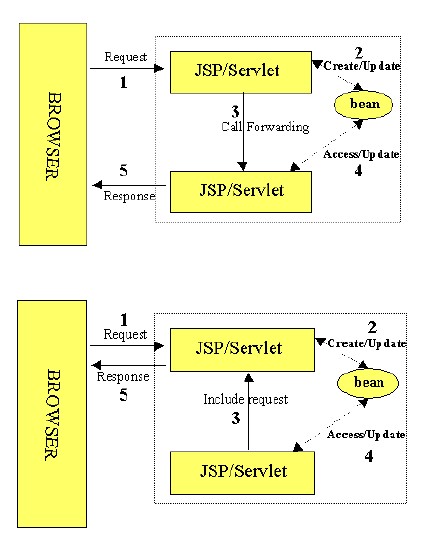 BROWSER
Request
1
JSP/Servlet
2
Create/Update
bean
3
Call Forwarding
Access/Update
4
5
Response
JSP/Servlet
BROWSER
1
Request
JSP/Servlet
2
Create/Update
Response
5
bean
Include request
3
Access/Update
4
JSP/Servlet